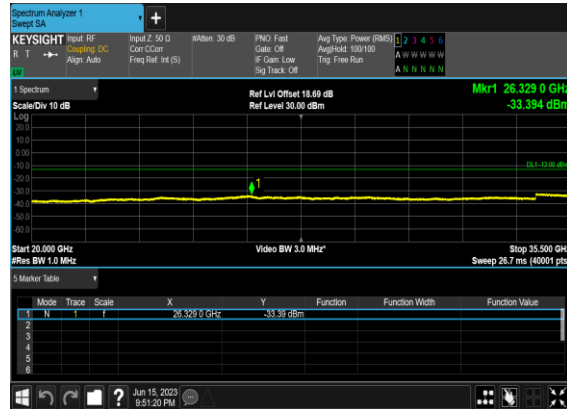 Spectrum Analyzer 1
Swept SA
+
KEYSIGHT Input: RF Input Z: 50 Ω #Atten: 30 dB PNO: Fast Avg Type: Power (RMS) 1 2 3 4 5 6
R T Coupling: DC Corr CCorr Gate: Off Avg|Hold: 100/100 A W W W W W
Align: Auto Freq Ref: Int (S) IF Gain: Low Trig: Free Run
Sig Track: Off A N N N N N
1 Spectrum
Ref Lvl Offset 18.69 dB Mkr1 26.329 0 GHz
Scale/Div 10 dB Ref Level 30.00 dBm -33.394 dBm
Log
20.0
10.0
0.00
-10.0
DL1 -13.00 dBm
-20.0
1
-30.0
-40.0
-50.0
-60.0
Start 20.000 GHz Video BW 3.0 MHz* Stop 35.500 GHz
#Res BW 1.0 MHz Sweep 26.7 ms (40001 pts)
5 Marker Table
Mode Trace Scale X Y Function Function Width Function Value
1 N 1 f 26.329 0 GHz -33.39 dBm
2
3
4
5
6
? Jun 15, 2023
9:51:20 PM